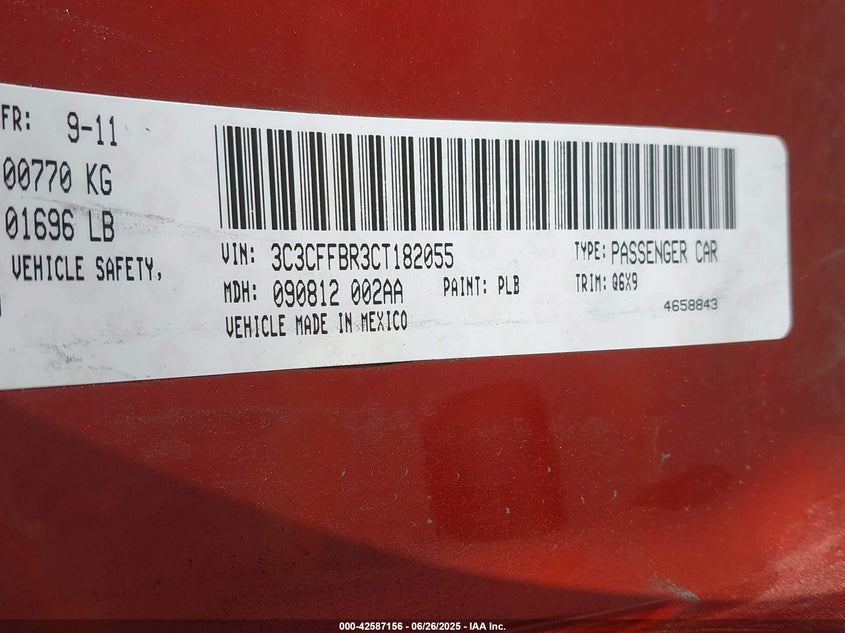 FR: 9-11
00770 KG
01696 LB
VEHICLE SAFETY,
VIN: 3C3CFFBR3CT182055 TYPE: PASSENGER CAR
MDH: 090812 002AA PAINT: PLB TRIM: Q6X9
VEHICLE MADE IN MEXICO 4658843
000-42587156 - 06/26/2025 - IAA Inc.